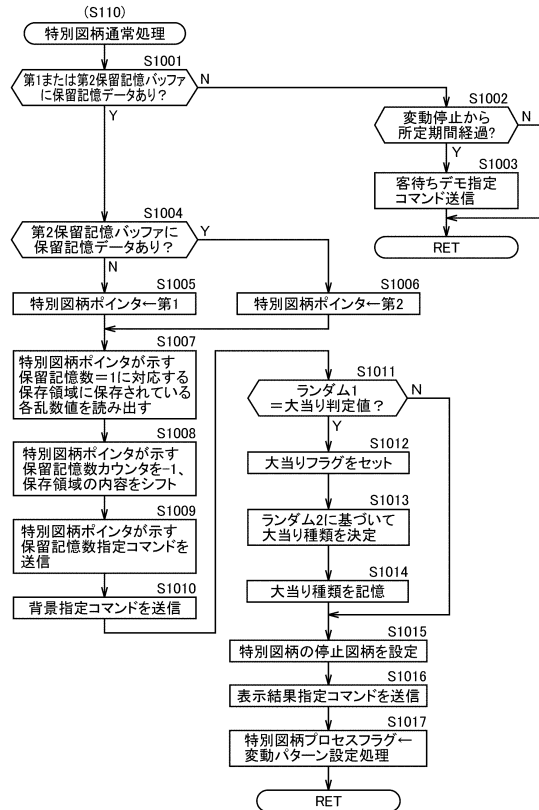 (S110)
特別図柄通常処理
S1001
第1または第2保留記憶バッファ
に保留記憶データあり?
N
Y
S1002
変動停止から
所定期間経過?
N
Y
S1003
客待ちデモ指定
コマンド送信
RET
S1004
第2保留記憶バッファに
保留記憶データあり?
Y
N
S1005
特別図柄ポインタ←第1
S1006
特別図柄ポインタ←第2
S1007
特別図柄ポインタが示す
保留記憶数=1に対応する
保存領域に保存されている
各乱数値を読み出す
S1008
特別図柄ポインタが示す
保留記憶数カウンタを-1、
保存領域の内容をシフト
S1009
特別図柄ポインタが示す
保留記憶数指定コマンドを
送信
S1010
背景指定コマンドを送信
S1011
ランダム1
=大当り判定値?
N
Y
S1012
大当りフラグをセット
S1013
ランダム2に基づいて
大当り種類を決定
S1014
大当り種類を記憶
S1015
特別図柄の停止図柄を設定
S1016
表示結果指定コマンドを送信
S1017
特別図柄プロセスフラグ←
変動パターン設定処理
RET